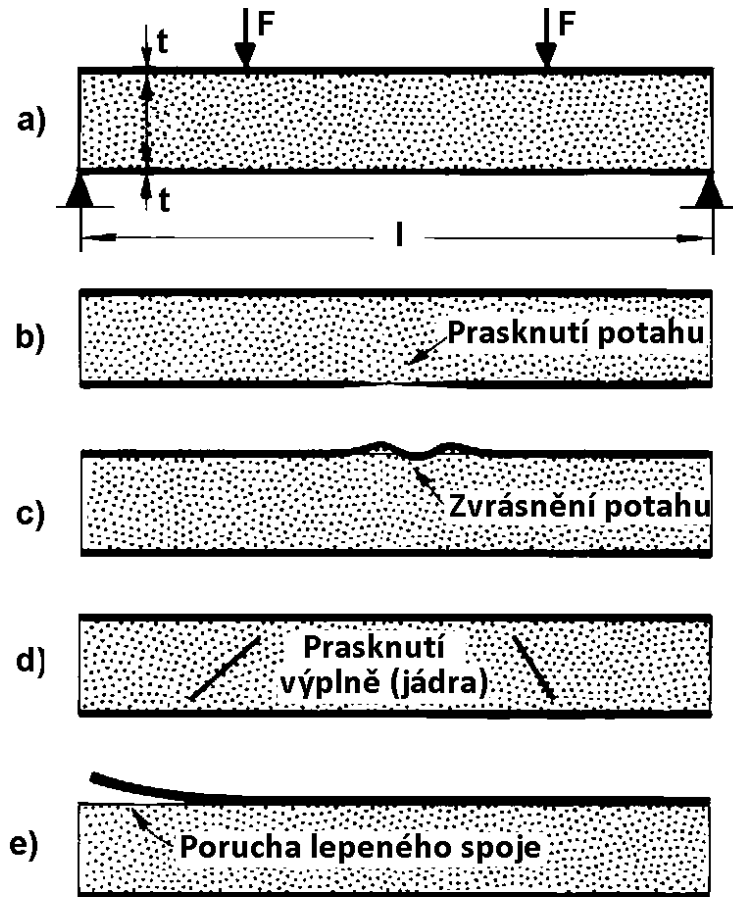 t
F
F
a)
t
l
b)
Prasknutí potahu
c)
Zvrásnění potahu
d)
Prasknutí
výplně (jádra)
e)
Porucha lepeného spoje